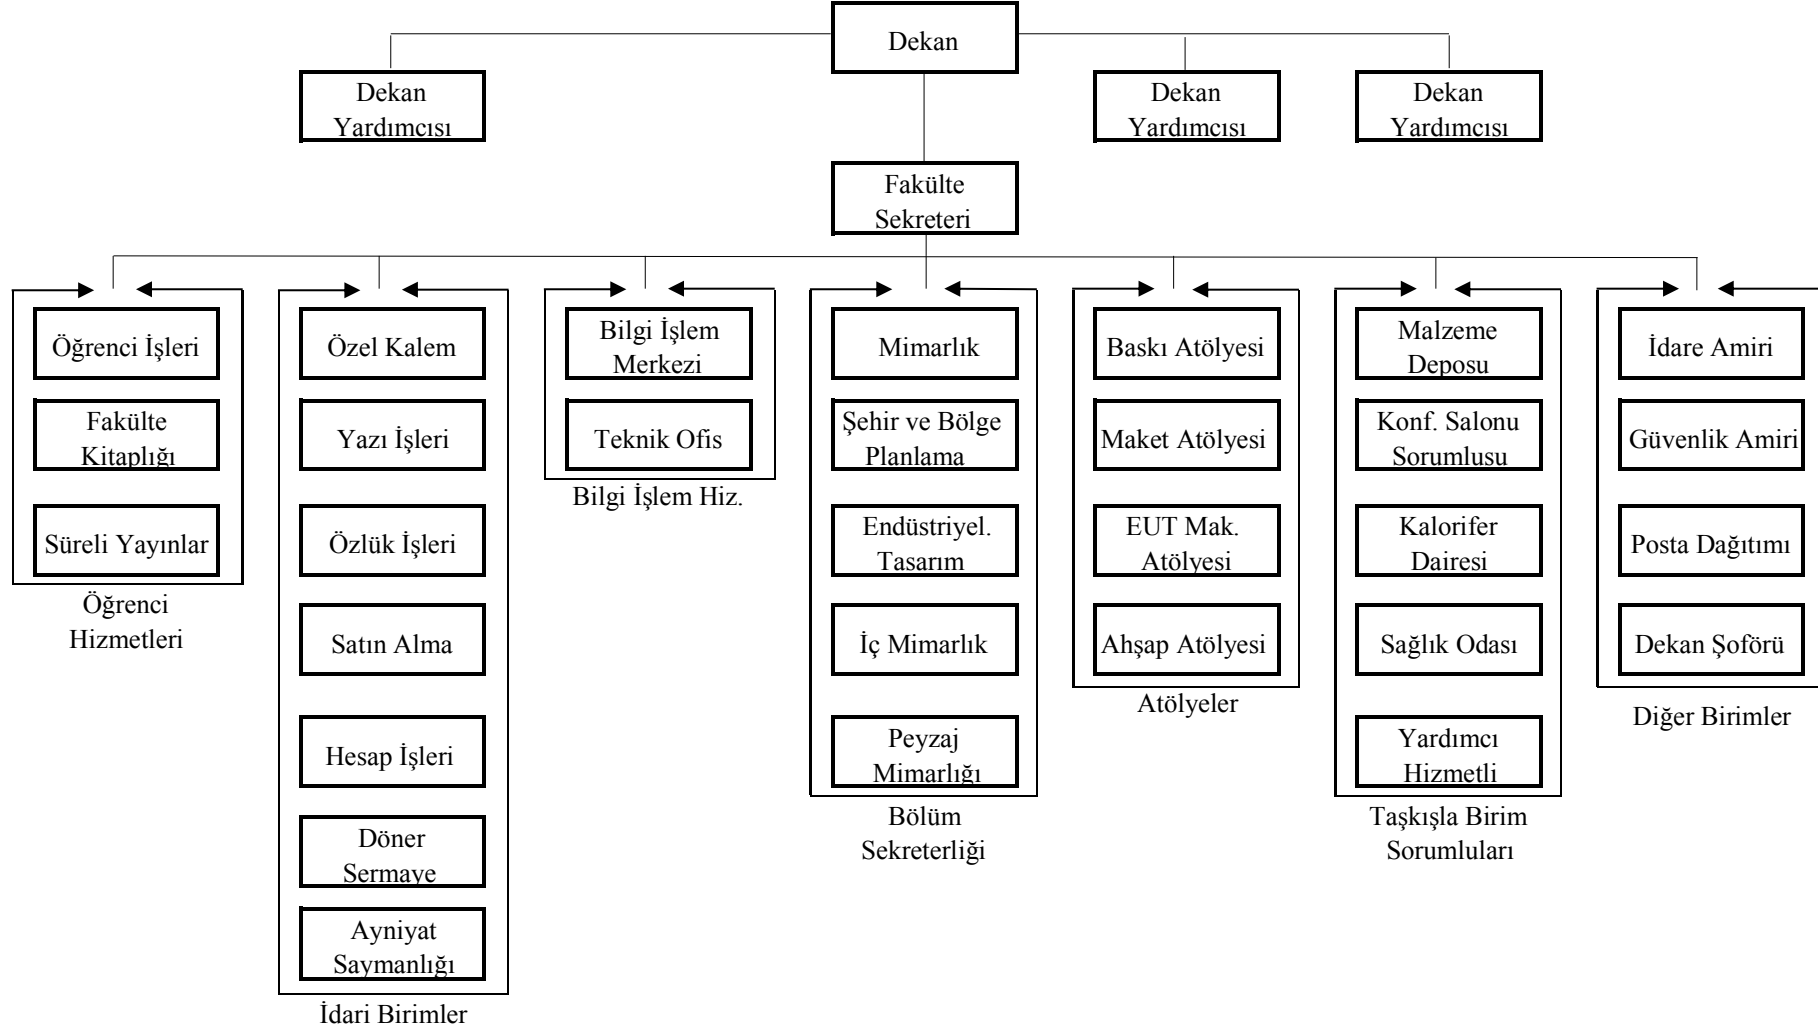 Dekan
Dekan
Yardımcısı
Dekan
Yardımcısı
Dekan
Yardımcısı
Fakülte
Sekreteri
Öğrenci İşleri
Fakülte
Kitaplığı
Süreli Yayınlar
Öğrenci
Hizmetleri
Özel Kalem
Yazı İşleri
Özlük İşleri
Satın Alma
Hesap İşleri
Döner
Sermaye
Ayniyat
Saymanlığı
İdari Birimler
Bilgi İşlem
Merkezi
Teknik Ofis
Bilgi İşlem Hiz.
Mimarlık
Şehir ve Bölge
Planlama
Endüstriyel.
Tasarım
İç Mimarlık
Peyzaj
Mimarlığı
Bölüm
Sekreterliği
Baskı Atölyesi
Maket Atölyesi
EUT Mak.
Atölyesi
Ahşap Atölyesi
Atölyeler
Malzeme
Deposu
Konf. Salonu
Sorumlusu
Kalorifer
Dairesi
Sağlık Odası
Yardımcı
Hizmetli
Taşkışla Birim
Sorumluları
İdare Amiri
Güvenlik Amiri
Posta Dağıtımı
Dekan Şoförü
Diğer Birimler